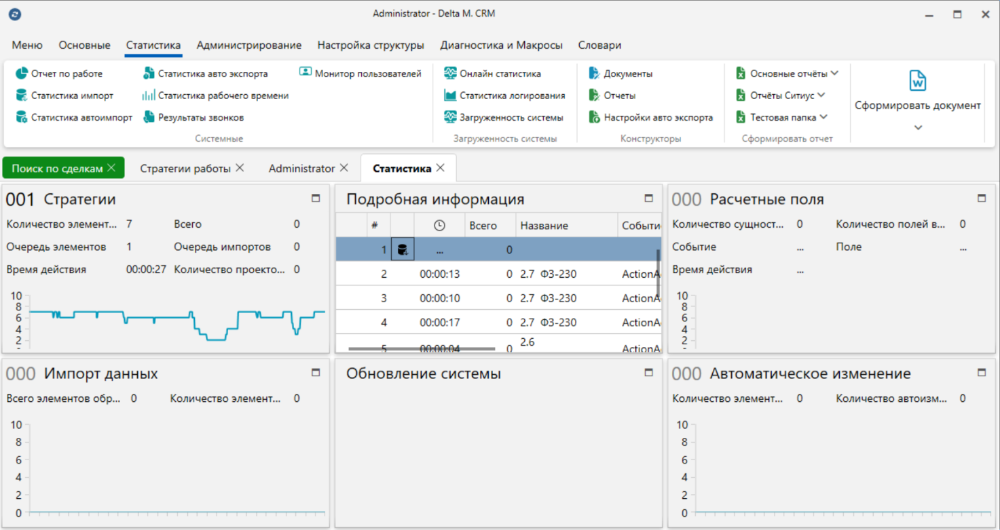 Administrator - Delta M. CRM
Меню Основные Статистика Администрирование Настройка структуры Диагностика и Макросы Словари
Отчет по работе Статистика авто экспорта Монитор пользователей Онлайн статистика Документы Основные отчёты
Статистика импорт Статистика рабочего времени Статистика логирования Отчеты Отчёты Ситиус
Сформировать документ
Статистика автоимпорт Результаты звонков Загруженность системы Настройки авто экспорта Тестовая папка
Системные Загруженность системы Конструкторы Сформировать отчет
Поиск по сделкам Стратегии работы Administrator Статистика
001 Стратегии
Количество элемент... 7 Всего 0
Очередь элементов 1 Очередь импортов 0
Время действия 00:00:27 Количество проекто... 0
10
8
6
4
2
Подробная информация
# Всего Название Событи
1 ... 0
2 00:00:13 0 2.7 ФЗ-230 ActionA
3 00:00:10 0 2.7 ФЗ-230 ActionA
4 00:00:17 0 2.7 ФЗ-230 ActionA
5 00:00:04 0 2.6 ActionA
000 Расчетные поля
Количество сущност... 0 Количество полей в... 0
Событие ... Поле ...
Время действия ...
10
8
6
4
2
000 Импорт данных
Всего элементов обр... 0 Количество элемент... 0
10
8
6
4
2
0
Обновление системы
000 Автоматическое изменение
Количество элемент... 0 Количество автоизм... 0
10
8
6
4
2
0